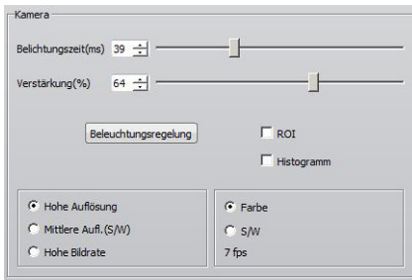 Kamera
Belichtungszeit(ms) 39
Verstärkung(%) 64
Beleuchtungsregelung
ROI
Histogramm
Hohe Auflösung
Mittlere Aufl.(S/W)
Hohe Bildrate
Farbe
S/W
7 fps